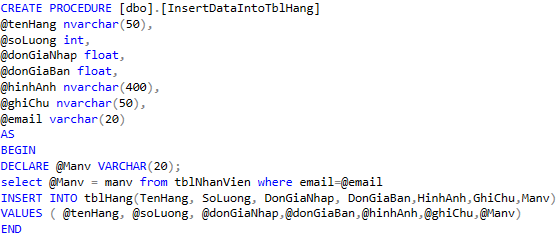 CREATE PROCEDURE [dbo].[InsertDataIntoTblHang]
@tenHang nvarchar(50),
@soLuong int,
@donGiaNhap float,
@donGiaBan float,
@hinhAnh nvarchar(400),
@ghiChu nvarchar(50),
@email varchar(20)
AS
BEGIN
DECLARE @Manv VARCHAR(20);
select @Manv = manv from tblNhanVien where email=@email
INSERT INTO tblHang(TenHang, SoLuong, DonGiaNhap, DonGiaBan,HinhAnh,GhiChu,Manv)
VALUES ( @tenHang, @soLuong, @donGiaNhap,@donGiaBan,@hinhAnh,@ghiChu,@Manv)
END